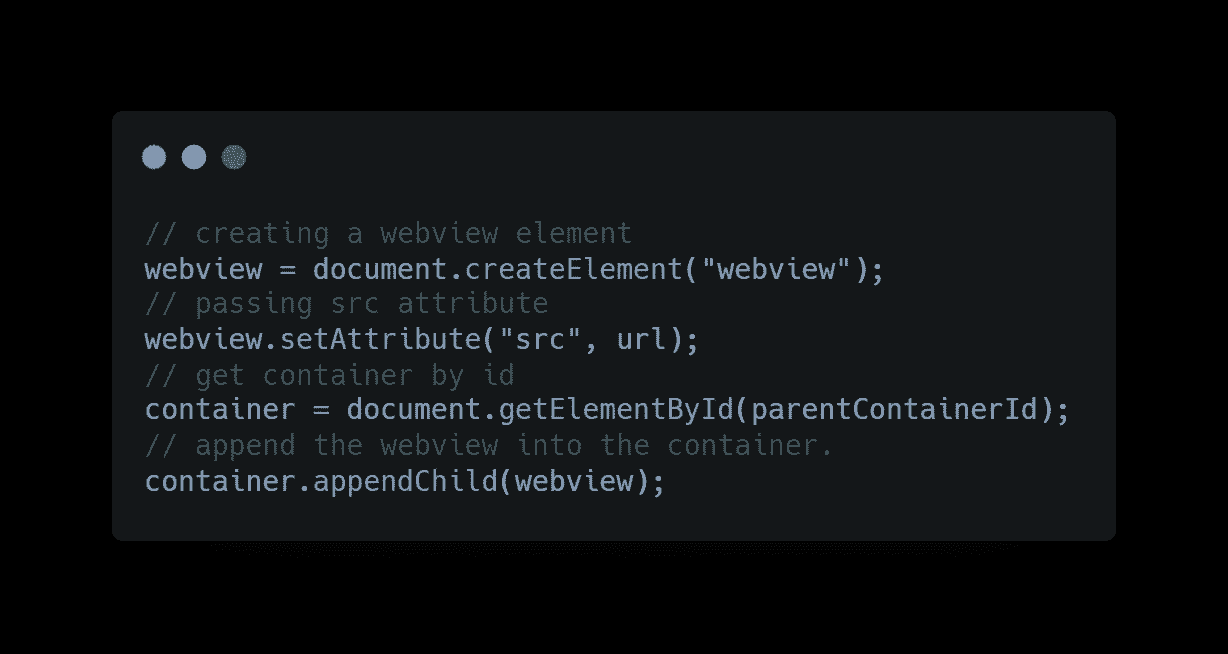 // creating a webview element
webview = document.createElement("webview");
// passing src attribute
webview.setAttribute("src", url);
// get container by id
container = document.getElementById(parentContainerId);
// append the webview into the container.
container.appendChild(webview);